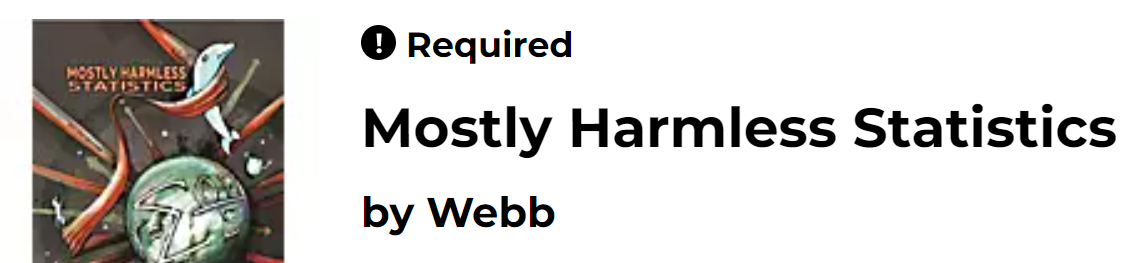 MOSTLY HARMLESS
STATISTICS
! Required
Mostly Harmless Statistics
by Webb